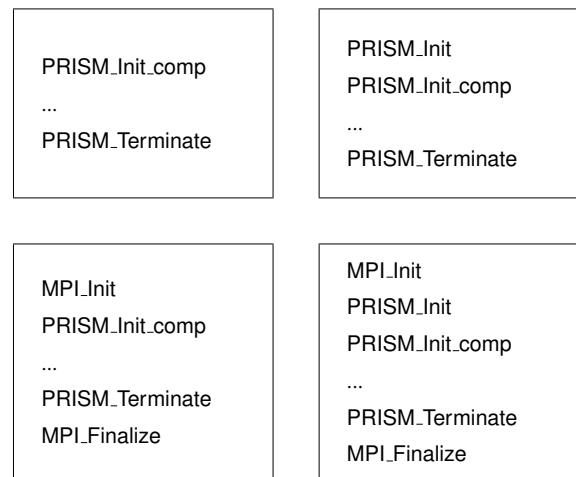 PRISM_Init_comp
...
PRISM_Terminate
PRISM_Init
PRISM_Init_comp
...
PRISM_Terminate
MPI_Init
PRISM_Init_comp
...
PRISM_Terminate
MPI_Finalize
MPI_Init
PRISM_Init
PRISM_Init_comp
...
PRISM_Terminate
MPI_Finalize